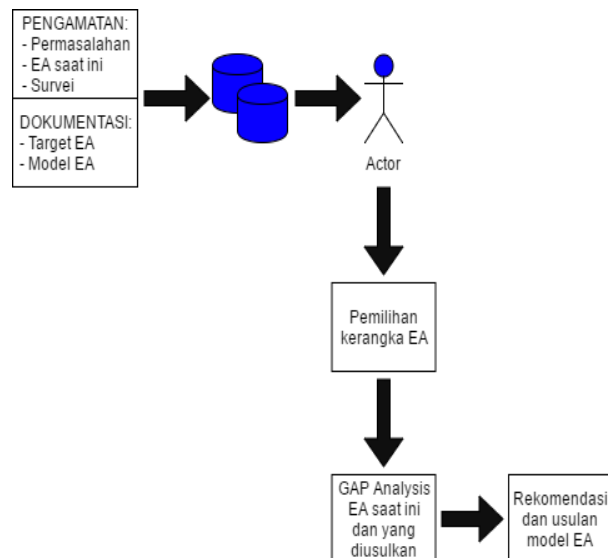 PENGAMATAN:
- Permasalahan
- EA saat ini
- Survei
DOKUMENTASI:
- Target EA
- Model EA
Actor
Pemilihan
kerangka EA
GAP Analysis
EA saat ini
dan yang
diusulkan
Rekomendasi
dan usulan
model EA